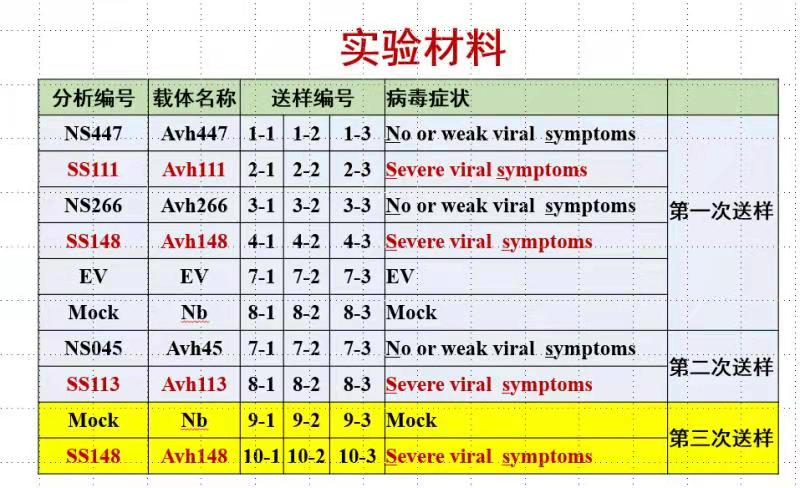 实验材料
分析编号 载体名称 送样编号 病毒症状
NS447 Avh447 1-1 1-2 1-3 No or weak viral symptoms
SS111 Avh111 2-1 2-2 2-3 Severe viral symptoms
NS266 Avh266 3-1 3-2 3-3 No or weak viral symptoms
第一次送样
SS148 Avh148 4-1 4-2 4-3 Severe viral symptoms
EV EV 7-1 7-2 7-3 EV
Mock Nb 8-1 8-2 8-3 Mock
NS045 Avh45 7-1 7-2 7-3 No or weak viral symptoms
第二次送样
SS113 Avh113 8-1 8-2 8-3 Severe viral symptoms
Mock Nb 9-1 9-2 9-3 Mock
第三次送样
SS148 Avh148 10-1 10-2 10-3 Severe viral symptoms